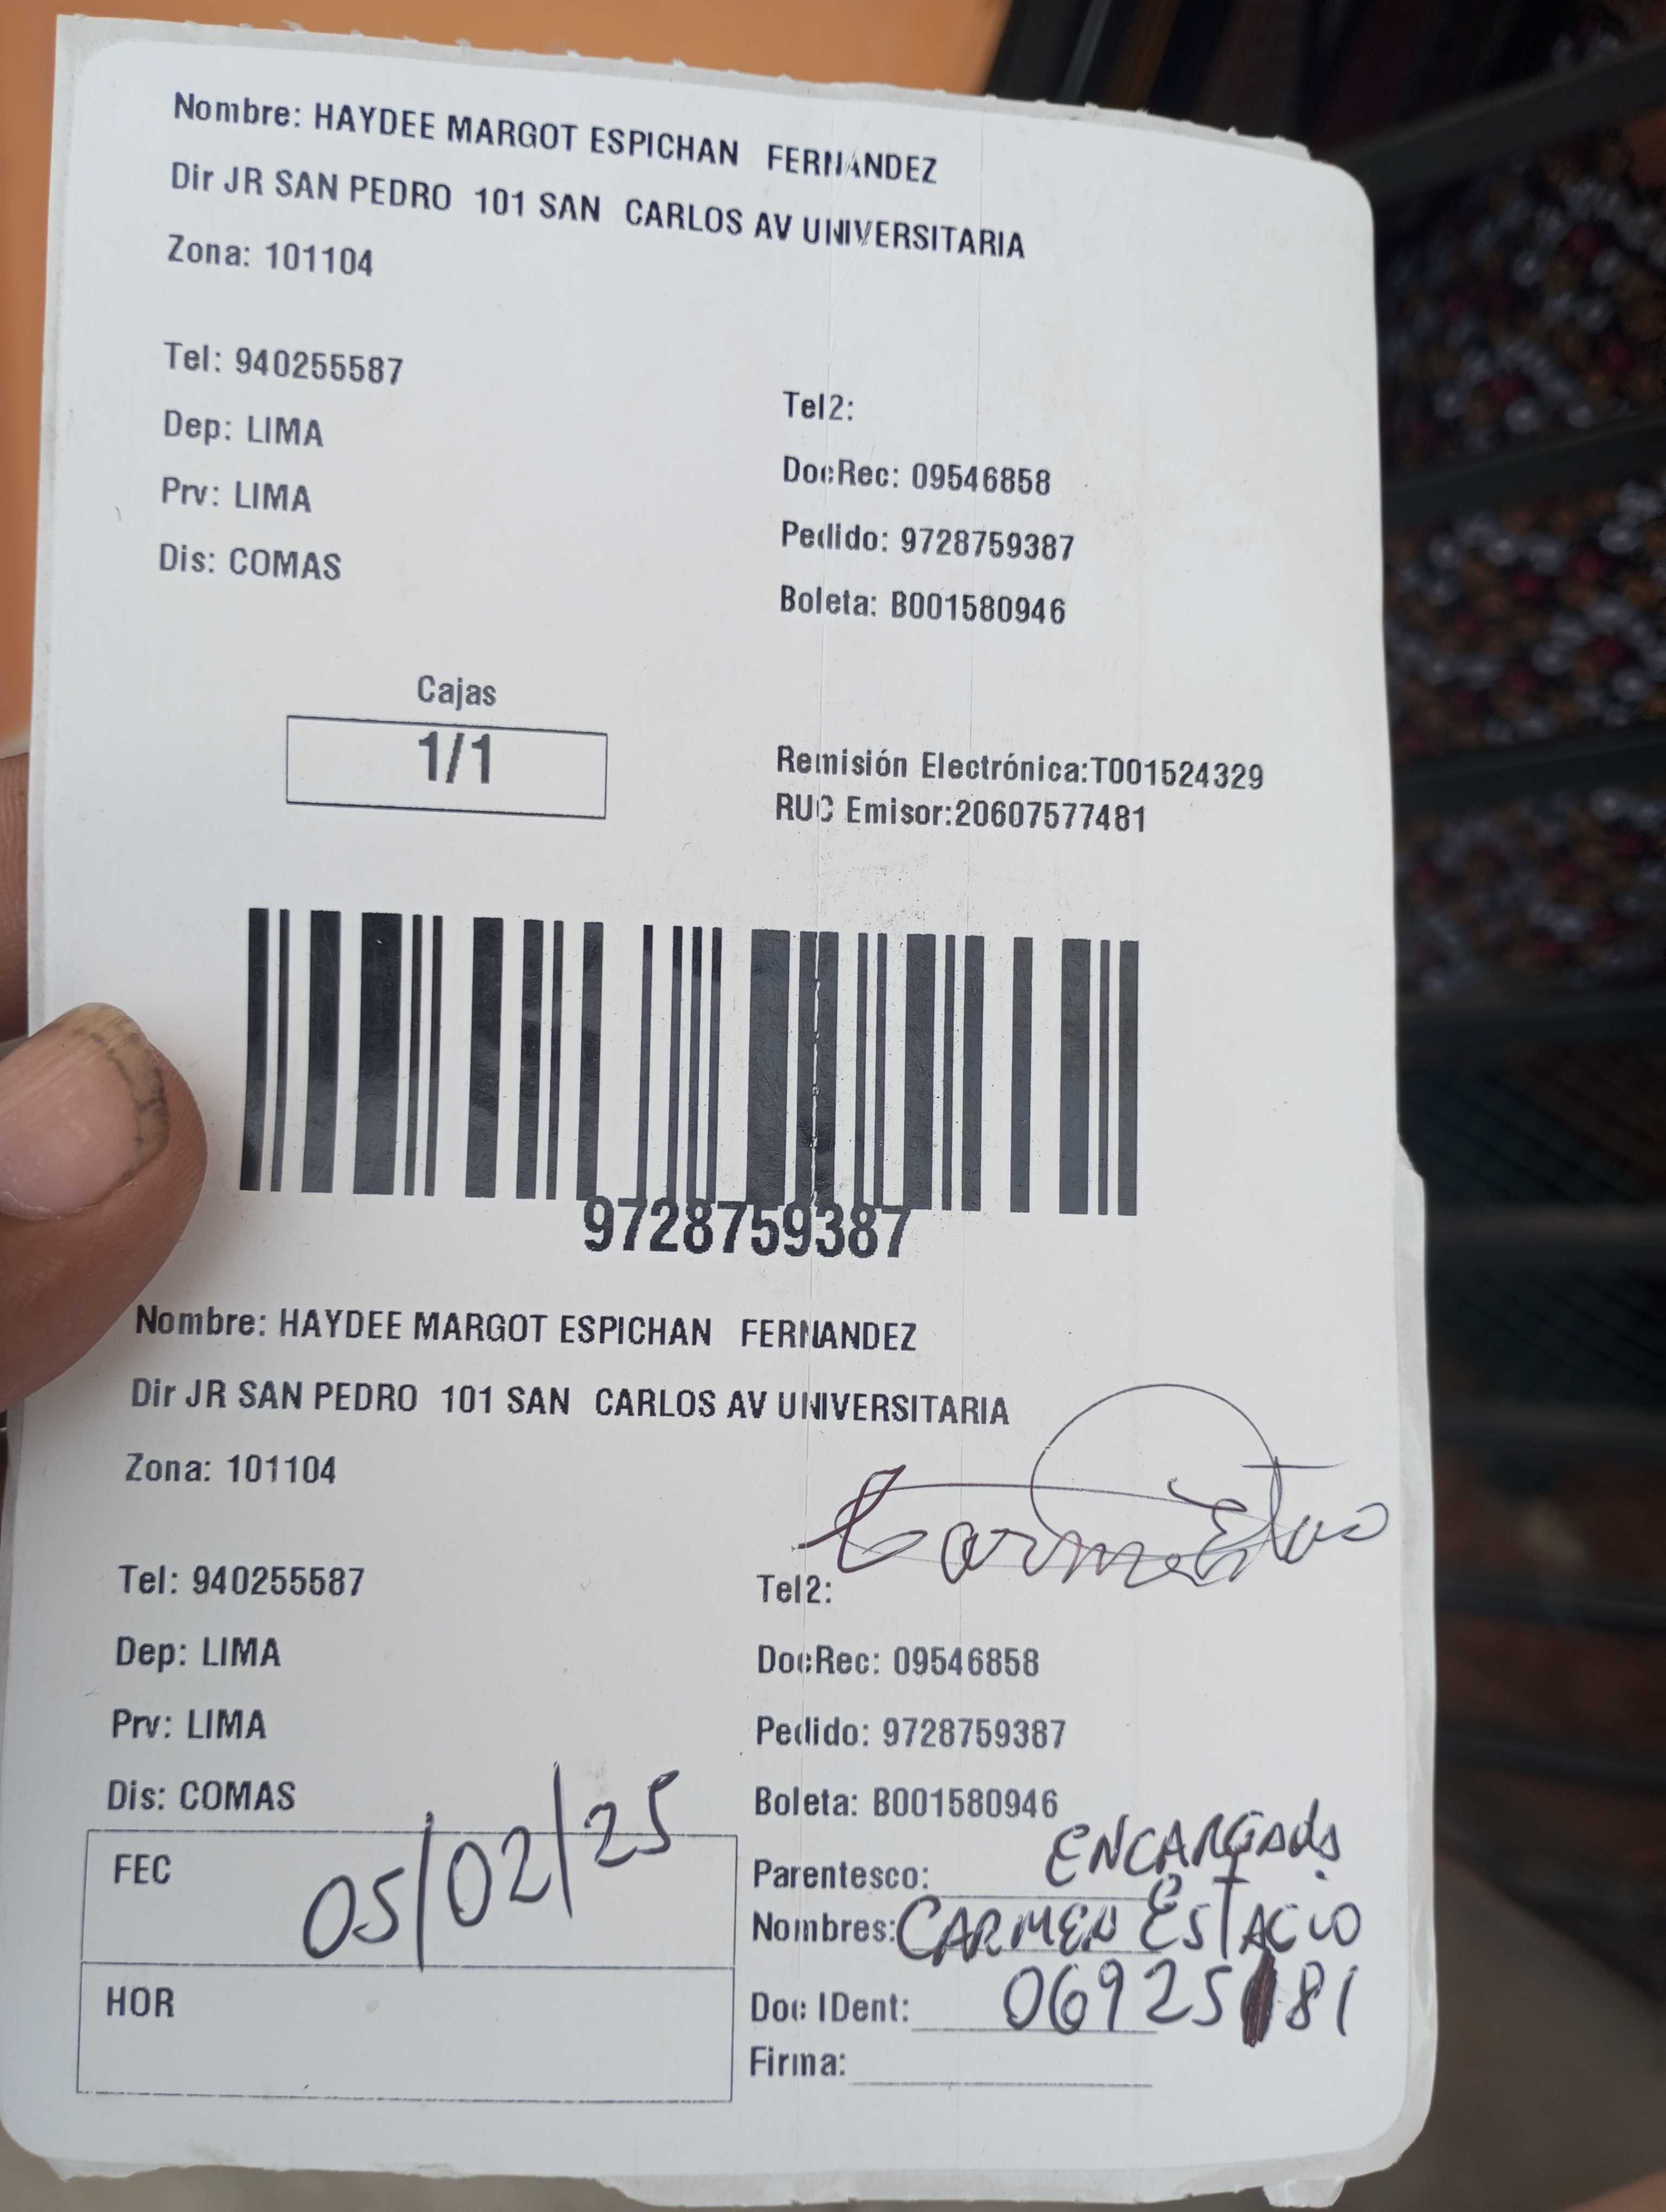 Nombre: HAYDEE MARGOT ESPICHAN FERNANDEZ
Dir JR SAN PEDRO 101 SAN CARLOS AV UNIVERSITARIA
Zona: 101104
Tel: 940255587
Tel2:
Dep: LIMA
DocRec: 09546858
Prv: LIMA
Pedido: 9728759387
Dis: COMAS
Boleta: B001580946
Cajas
1/1
Remisión Electrónica:T001524329
RUC Emisor:20607577481
9728759387
Nombre: HAYDEE MARGOT ESPICHAN FERNANDEZ
Dir JR SAN PEDRO 101 SAN CARLOS AV UNIVERSITARIA
Zona: 101104
Tel: 940255587
Tel2:
Dep: LIMA
DocRec: 09546858
Prv: LIMA
Pedido: 9728759387
Dis: COMAS
Boleta: B001580946
FEC 05/02/25
Parentesco: ENCARGADA
Nombres: CARMEN ESTACIO
HOR
Doc IDent:
Firma: